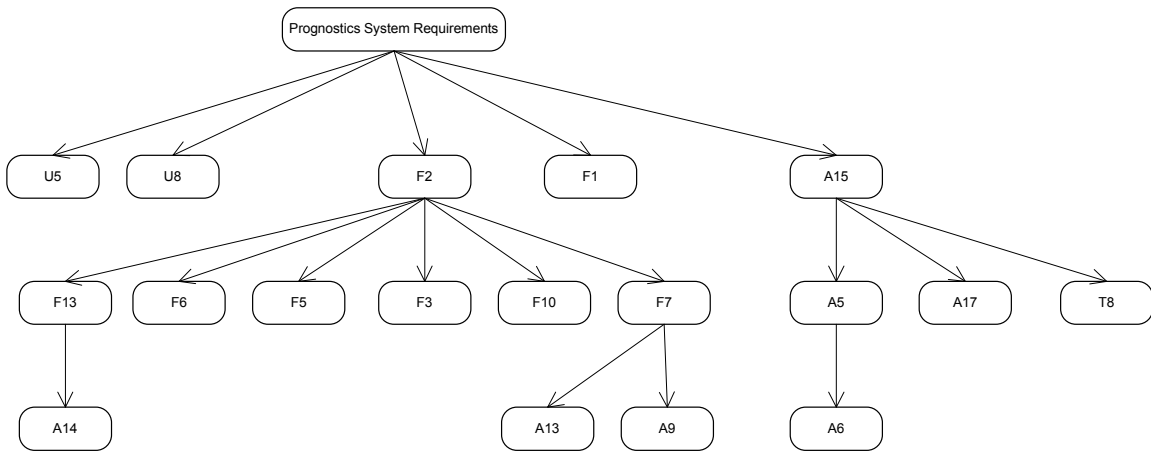 Prognostics System Requirements
U5
U8
F2
F1
A15
F13
F6
F5
F3
F10
F7
A5
A17
T8
A14
A13
A9
A6